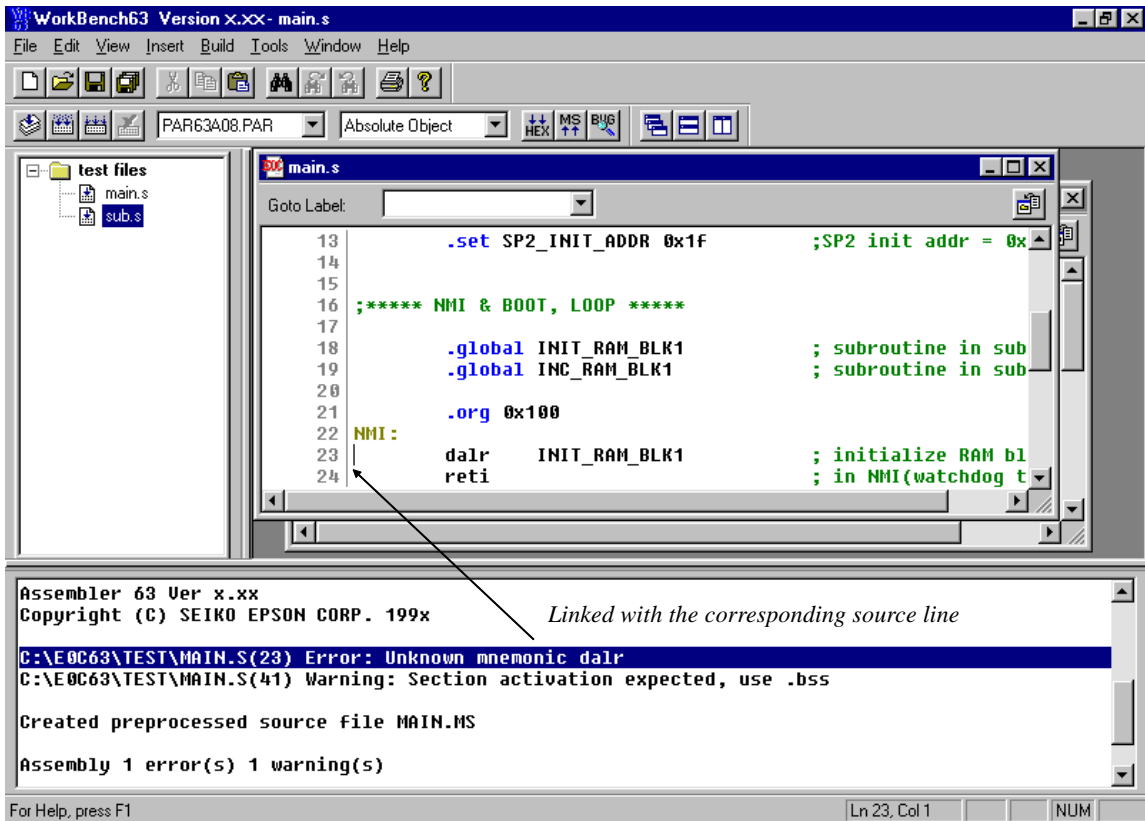 WorkBench63 Version x.xx- main.s
File Edit View Insert Build Tools Window Help
PAR63A08.PAR Absolute Object HEX MS BUG
test files
main.s
sub.s
main.s
Goto Label:
13 .set SP2_INIT_ADDR 0x1f ;SP2 init addr = 0x
14
15
16 ;***** NMI & BOOT, LOOP *****
17
18 .global INIT_RAM_BLK1 ; subroutine in sub
19 .global INC_RAM_BLK1 ; subroutine in sub
20
21 .org 0x100
22 NMI:
23 dalr INIT_RAM_BLK1 ; initialize RAM bl
24 reti ; in NMI(watchdog t
Assembler 63 Ver x.xx
Copyright (C) SEIKO EPSON CORP. 199x
Linked with the corresponding source line
C:\E0C63\TEST\MAIN.S(23) Error: Unknown mnemonic dalr
C:\E0C63\TEST\MAIN.S(41) Warning: Section activation expected, use .bss
Created preprocessed source file MAIN.MS
Assembly 1 error(s) 1 warning(s)
For Help, press F1 Ln 23, Col 1 NUM